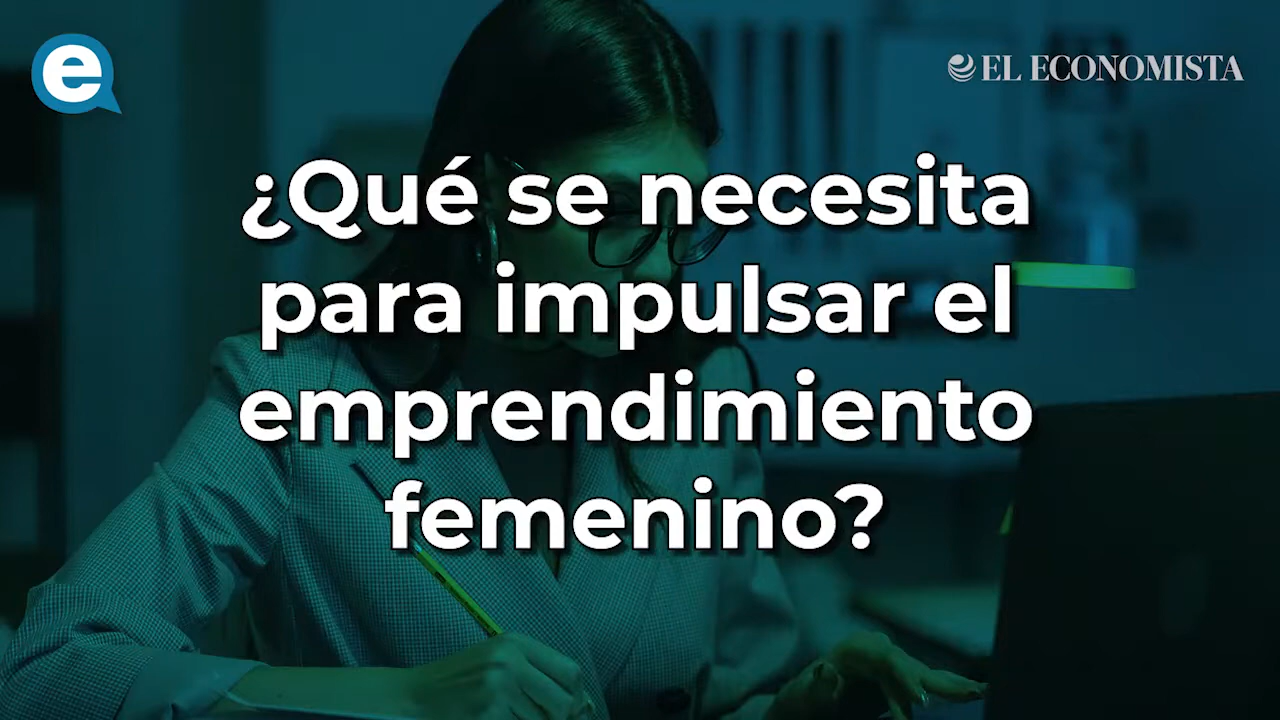 e
EL ECONOMISTA
¿Qué se necesita
para impulsar el
emprendimiento
femenino?